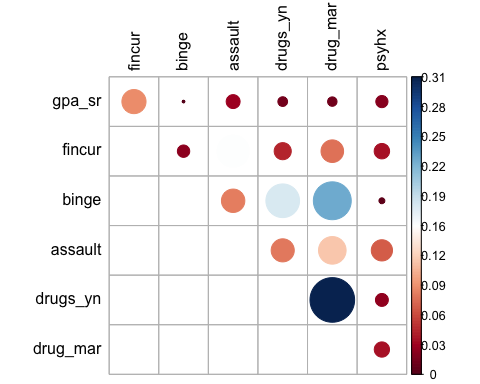 fincur
binge
assault
drugs_yn
drug_mar
psyhx
gpa_sr
fincur
binge
assault
drugs_yn
drug_mar
0.31
0.28
0.25
0.22
0.19
0.16
0.12
0.09
0.06
0.03
0